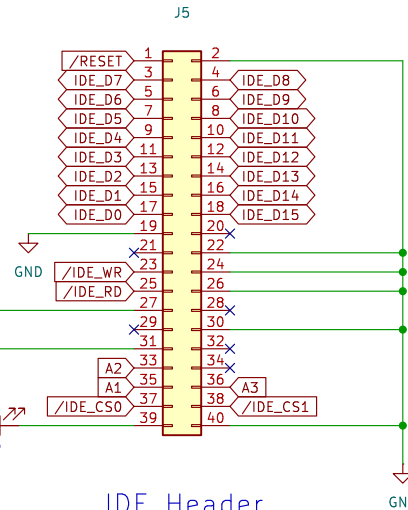 J5
/RESET 1 2
IDE_D7 3 4 IDE_D8
IDE_D6 5 6 IDE_D9
IDE_D5 7 8 IDE_D10
IDE_D4 9 10 IDE_D11
IDE_D3 11 12 IDE_D12
IDE_D2 13 14 IDE_D13
IDE_D1 15 16 IDE_D14
IDE_D0 17 18 IDE_D15
19 20
GND 21 22
/IDE_WR 23 24
/IDE_RD 25 26
27 28
29 30
31 32
A2 33 34
A1 35 36 A3
/IDE_CS0 37 38 /IDE_CS1
39 40
IDE Header
GN